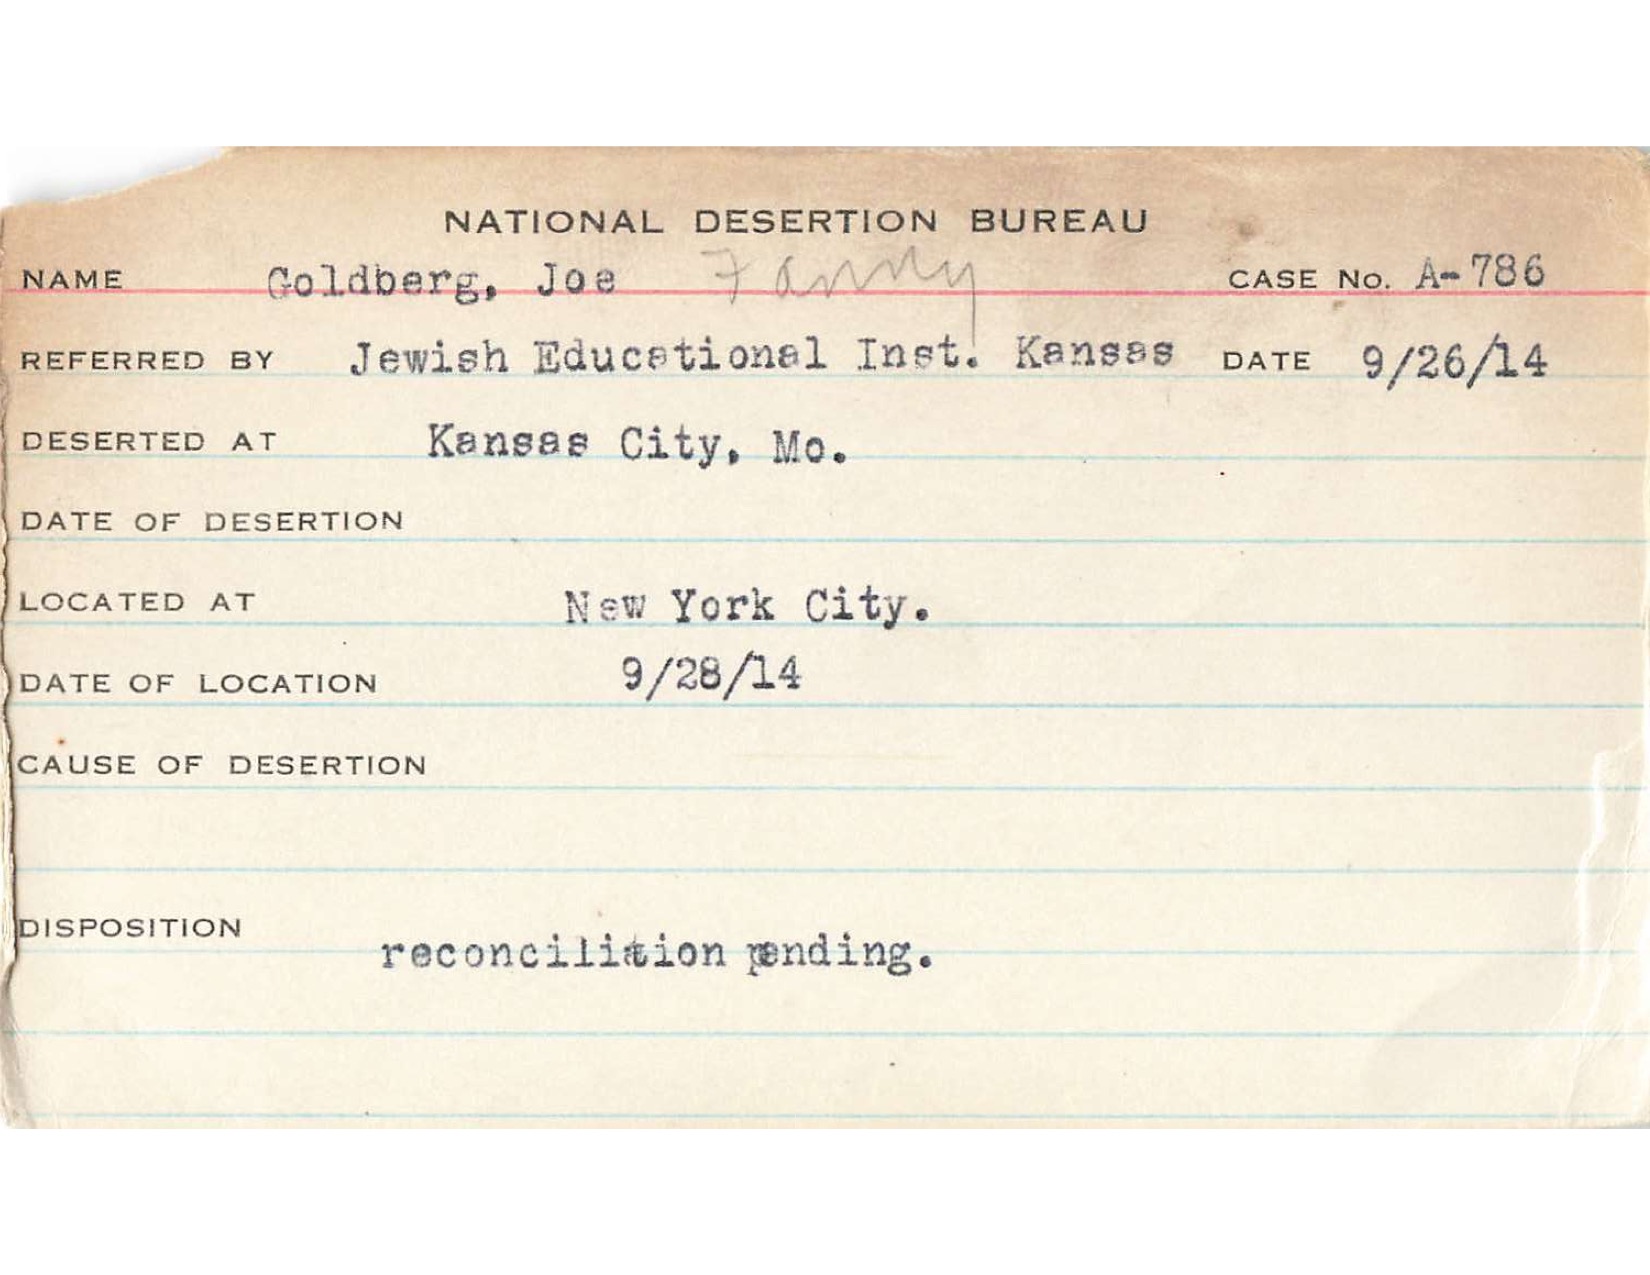 NATIONAL DESERTION BUREAU
NAME Goldberg, Joe Fanny CASE No. A-786
REFERRED BY Jewish Educational Inst. Kansas DATE 9/26/14
DESERTED AT Kansas City, Mo.
DATE OF DESERTION
LOCATED AT New York City.
DATE OF LOCATION 9/28/14
CAUSE OF DESERTION
DISPOSITION
reconcilition pending.